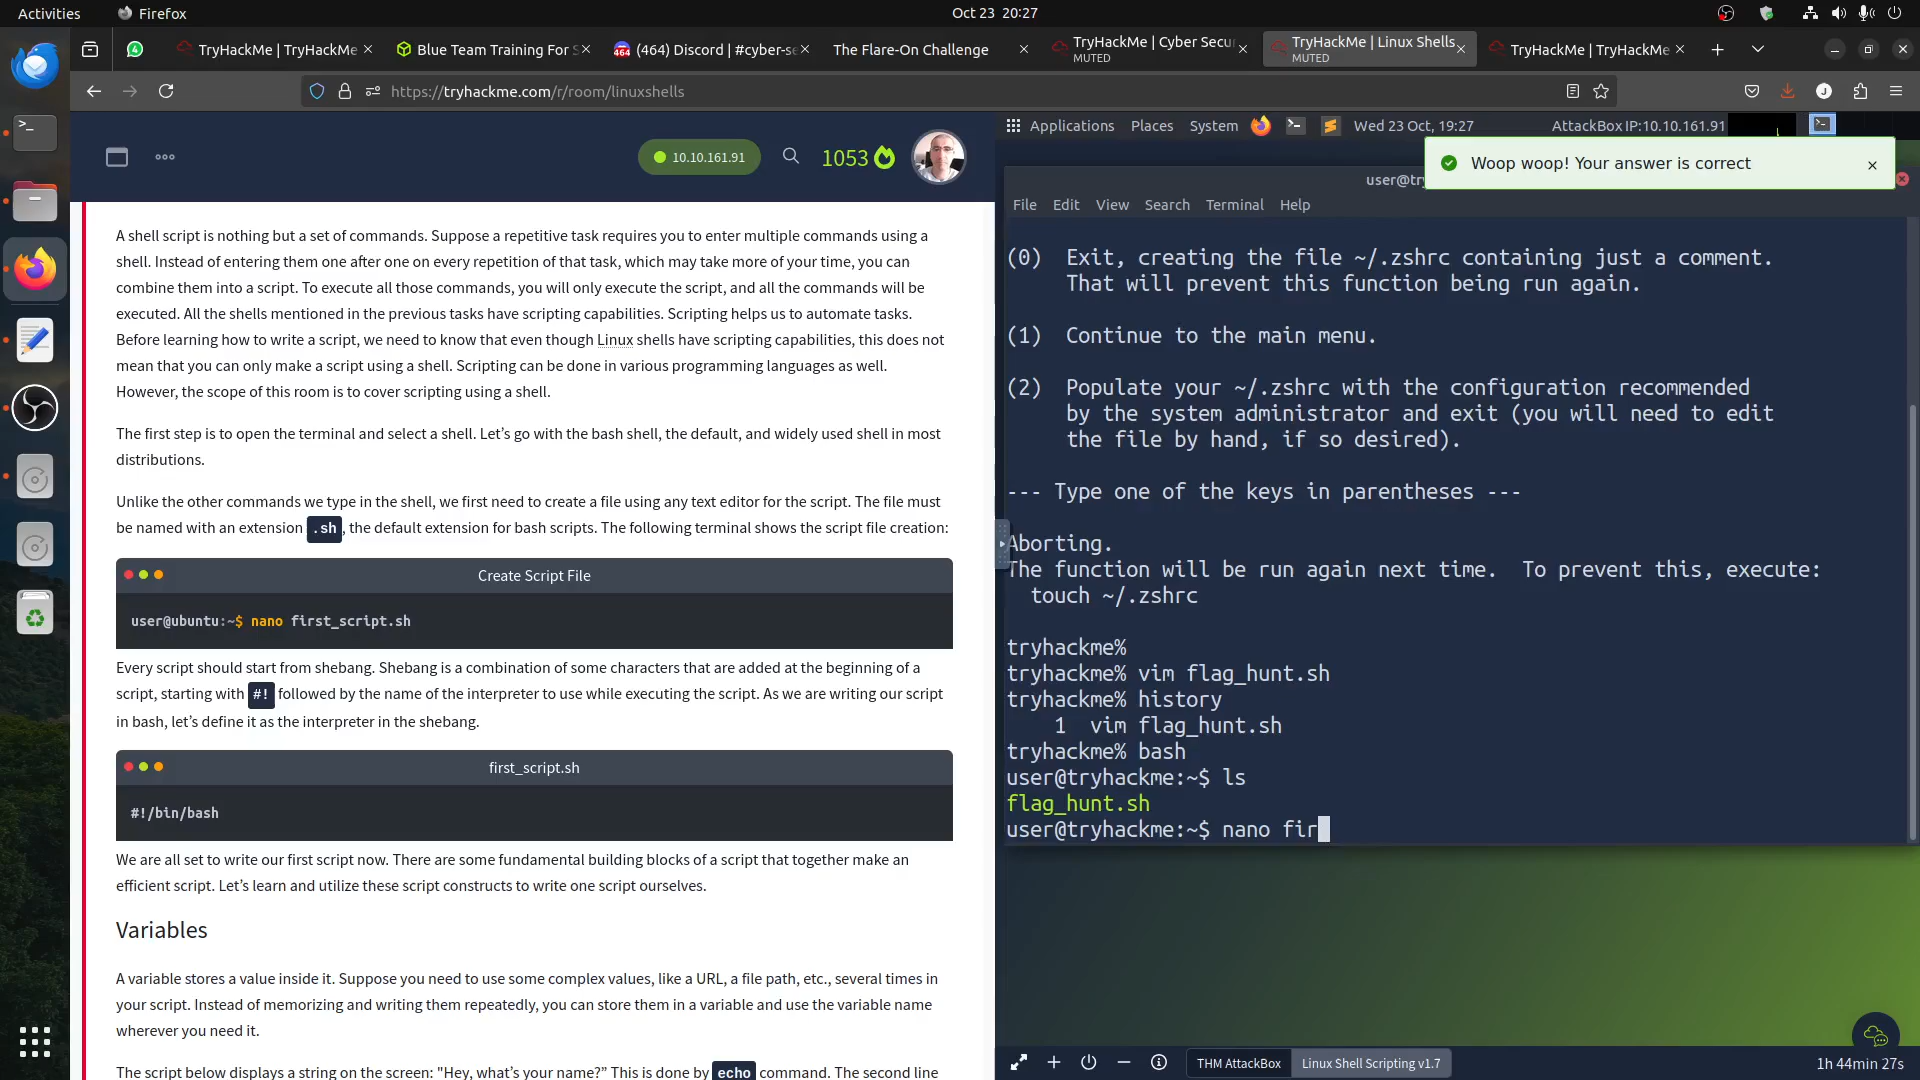 Activities
Firefox
Oct 23  20:27
TryHackMe | TryHackMe
Blue Team Training For S
(464) Discord | #cyber-se
The Flare-On Challenge
TryHackMe | Cyber Secu
MUTED
TryHackMe | Linux Shells
MUTED
TryHackMe | TryHackMe
https://tryhackme.com/r/room/linuxshells
10.10.161.91
1053
A shell script is nothing but a set of commands. Suppose a repetitive task requires you to enter multiple commands using a
shell. Instead of entering them one after one on every repetition of that task, which may take more of your time, you can
combine them into a script. To execute all those commands, you will only execute the script, and all the commands will be
executed. All the shells mentioned in the previous tasks have scripting capabilities. Scripting helps us to automate tasks.
Before learning how to write a script, we need to know that even though Linux shells have scripting capabilities, this does not
mean that you can only make a script using a shell. Scripting can be done in various programming languages as well.
However, the scope of this room is to cover scripting using a shell.
The first step is to open the terminal and select a shell. Let’s go with the bash shell, the default, and widely used shell in most
distributions.
Unlike the other commands we type in the shell, we first need to create a file using any text editor for the script. The file must
be named with an extension .sh, the default extension for bash scripts. The following terminal shows the script file creation:
Create Script File
user@ubuntu:~$ nano first_script.sh
Every script should start from shebang. Shebang is a combination of some characters that are added at the beginning of a
script, starting with #! followed by the name of the interpreter to use while executing the script. As we are writing our script
in bash, let’s define it as the interpreter in the shebang.
first_script.sh
#!/bin/bash
We are all set to write our first script now. There are some fundamental building blocks of a script that together make an
efficient script. Let’s learn and utilize these script constructs to write one script ourselves.
Variables
A variable stores a value inside it. Suppose you need to use some complex values, like a URL, a file path, etc., several times in
your script. Instead of memorizing and writing them repeatedly, you can store them in a variable and use the variable name
wherever you need it.
The script below displays a string on the screen: "Hey, what’s your name?” This is done by echo command. The second line
Applications
Places
System
Wed 23 Oct, 19:27
AttackBox IP:10.10.161.91
Woop woop! Your answer is correct
user@tr
File Edit View Search Terminal Help
(0)  Exit, creating the file ~/.zshrc containing just a comment.
That will prevent this function being run again.
(1)  Continue to the main menu.
(2)  Populate your ~/.zshrc with the configuration recommended
by the system administrator and exit (you will need to edit
the file by hand, if so desired).
--- Type one of the keys in parentheses ---
Aborting.
The function will be run again next time.  To prevent this, execute:
touch ~/.zshrc
tryhackme%
tryhackme% vim flag_hunt.sh
tryhackme% history
1  vim flag_hunt.sh
tryhackme% bash
user@tryhackme:~$ ls
flag_hunt.sh
user@tryhackme:~$ nano fir
THM AttackBox
Linux Shell Scripting v1.7
1h 44min 27s